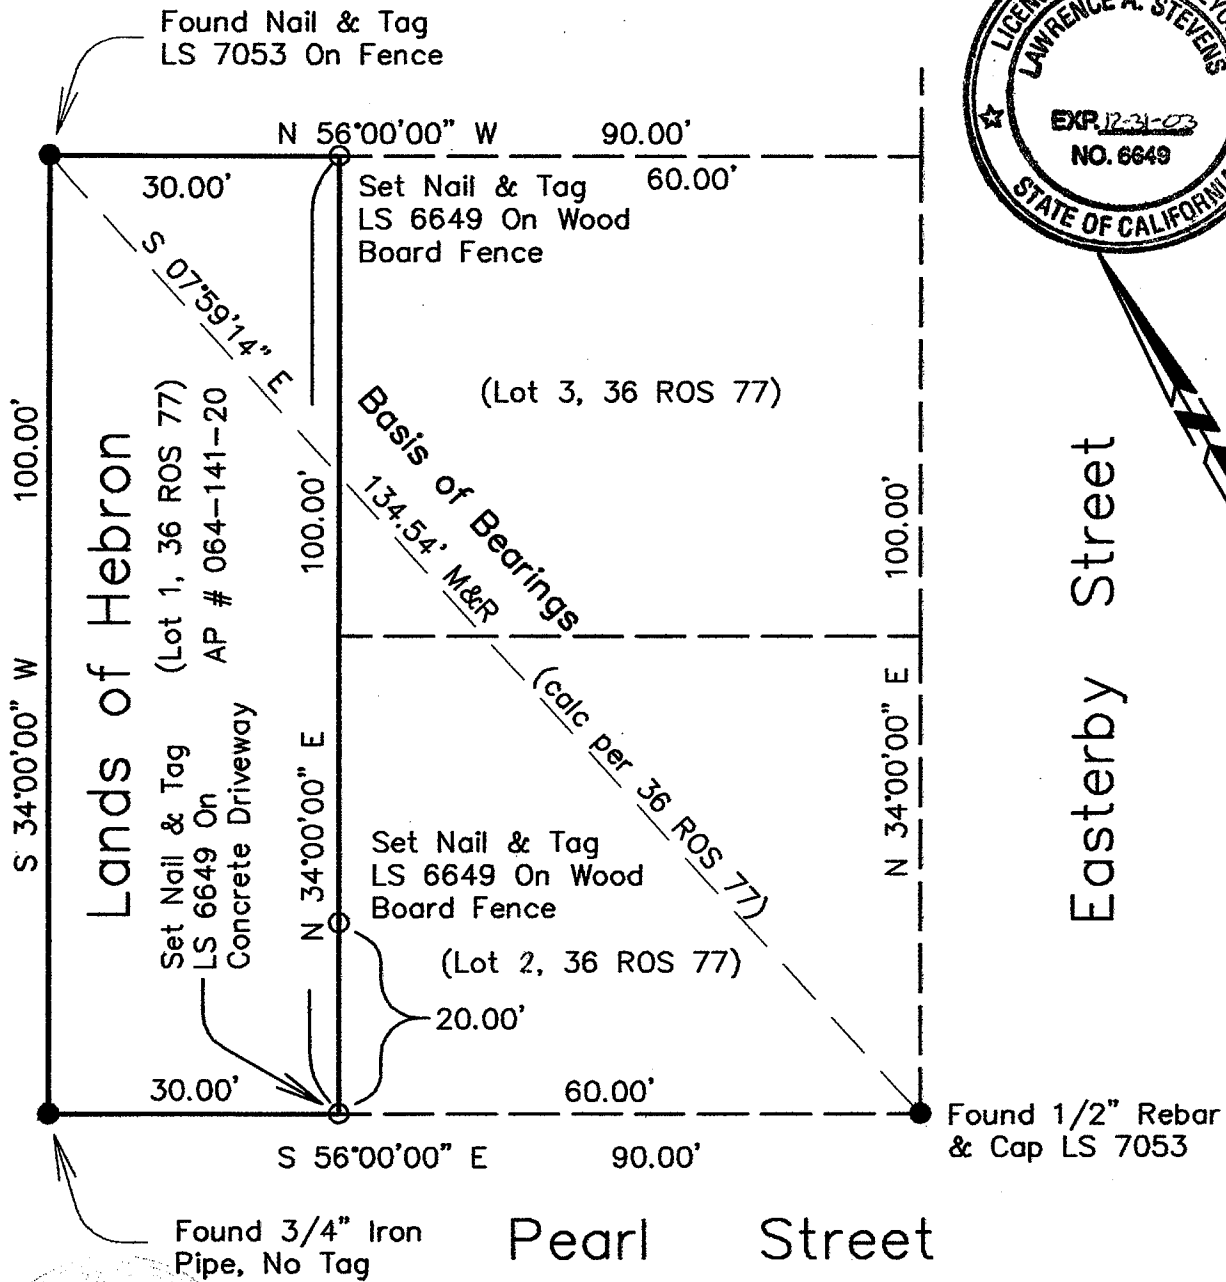 Found Nail & Tag
LS 7053 On Fence
LAWRENCE A. STEVENS
EXP. 12-31-03
NO. 6649
STATE OF CALIFORNIA
N 56°00'00" W 90.00'
30.00'
60.00'
Set Nail & Tag
LS 6649 On Wood
Board Fence
S 07°59'14" E
134.54' M&R
(calc per 36 ROS 77)
Basis of Bearings
(Lot 3, 36 ROS 77)
S 34°00'00" W 100.00'
Lands of Hebron
(Lot 1, 36 ROS 77)
AP # 064-141-20
Set Nail & Tag
LS 6649 On
Concrete Driveway
N 34°00'00" E 100.00'
N 34°00'00" E 100.00'
Easterby Street
Set Nail & Tag
LS 6649 On Wood
Board Fence
(Lot 2, 36 ROS 77)
20.00'
30.00'
60.00'
S 56°00'00" E 90.00'
Found 1/2" Rebar
& Cap LS 7053
Found 3/4" Iron
Pipe, No Tag
Pearl Street